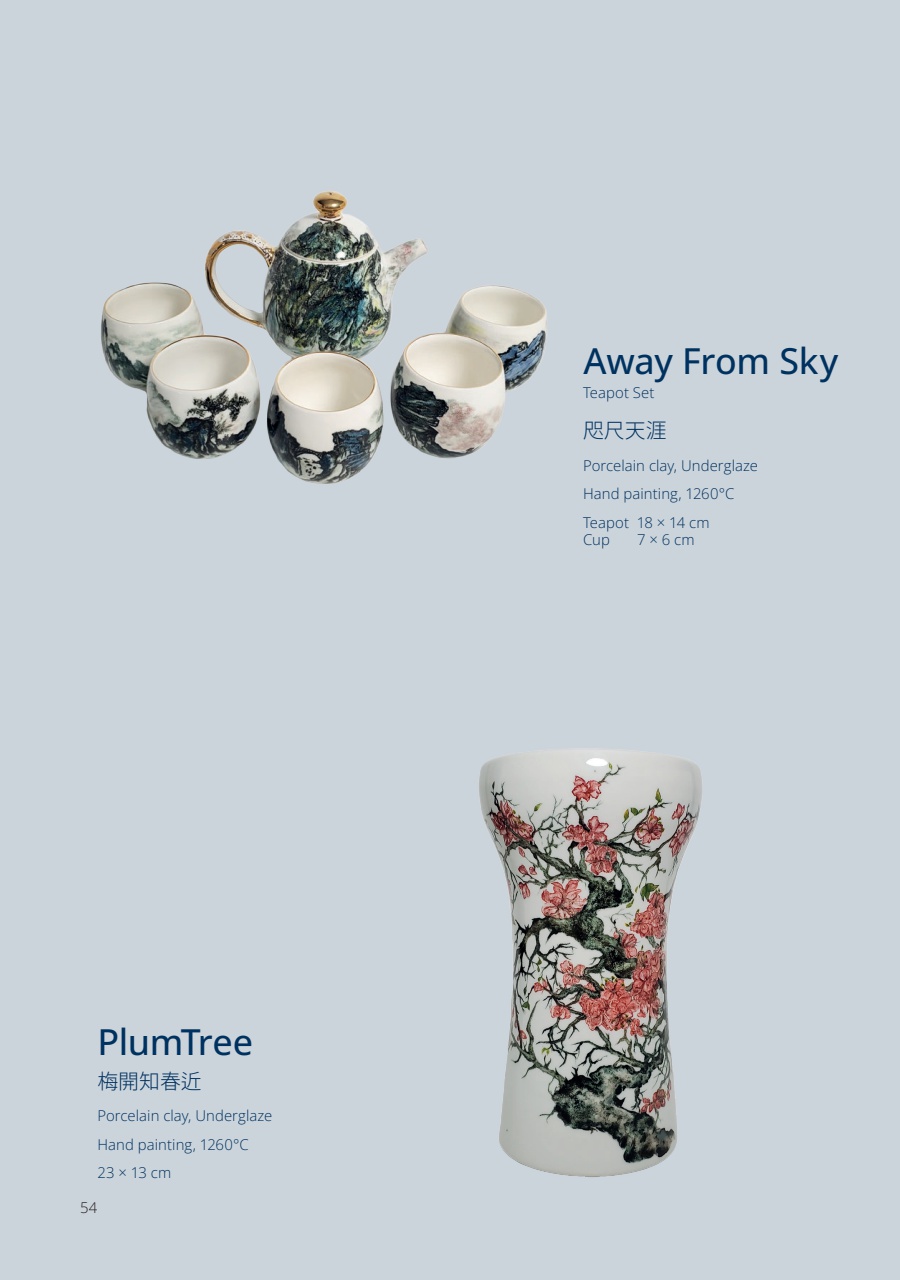 Away From Sky
Teapot Set
咫尺天涯
Porcelain clay, Underglaze
Hand painting, 1260°C
Teapot 18 × 14 cm
Cup 7 × 6 cm
PlumTree
梅開知春近
Porcelain clay, Underglaze
Hand painting, 1260°C
23 × 13 cm
54